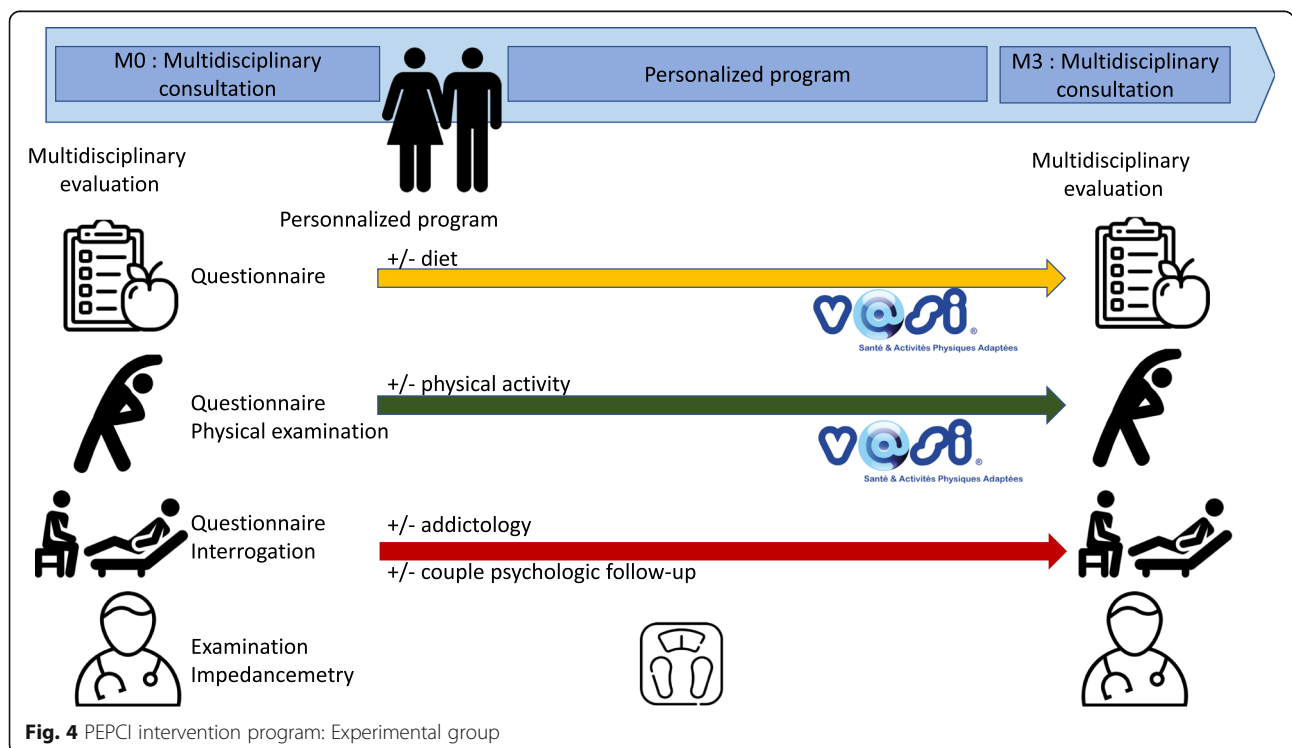 M0 : Multidisciplinary
consultation
Personalized program
M3 : Multidisciplinary
consultation
Multidisciplinary
evaluation
Multidisciplinary
evaluation
Personnalized program
Questionnaire
+/- diet
v@si®
Santé & Activités Physiques Adaptées
Questionnaire
Physical examination
+/- physical activity
v@si®
Santé & Activités Physiques Adaptées
Questionnaire
Interrogation
+/- addictology
+/- couple psychologic follow-up
Examination
Impedancemetry
Fig. 4 PEPCI intervention program: Experimental group